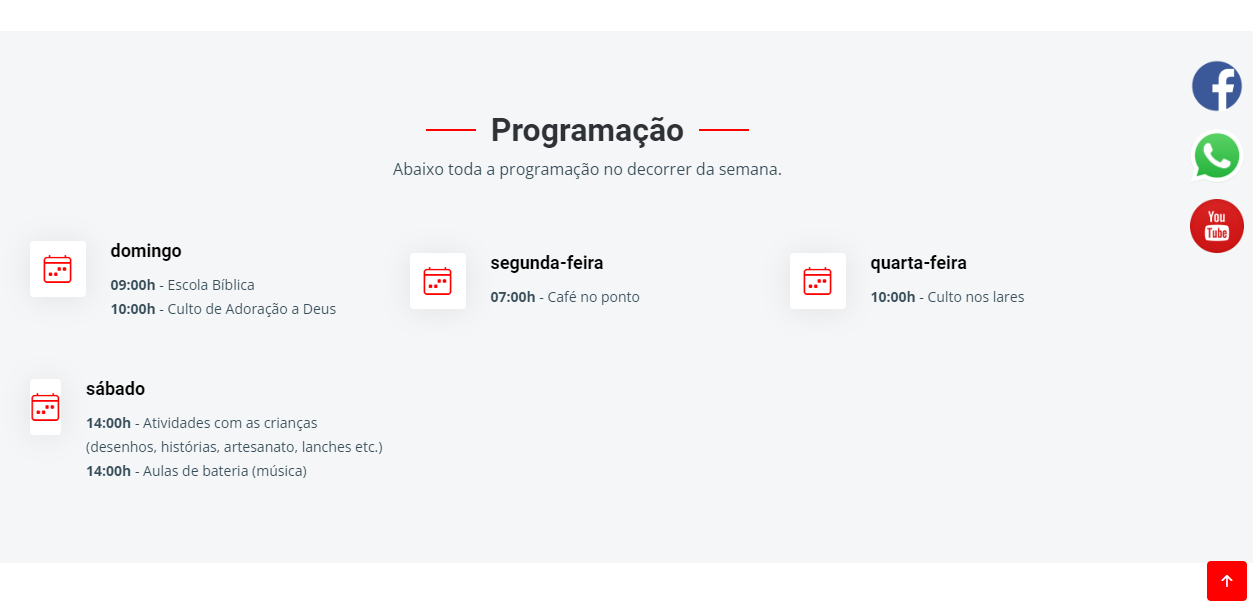 Programação
Abaixo toda a programação no decorrer da semana.
domingo
09:00h - Escola Bíblica
10:00h - Culto de Adoração a Deus
segunda-feira
07:00h - Café no ponto
quarta-feira
10:00h - Culto nos lares
sábado
14:00h - Atividades com as crianças
(desenhos, histórias, artesanato, lanches etc.)
14:00h - Aulas de bateria (música)
You
Tube